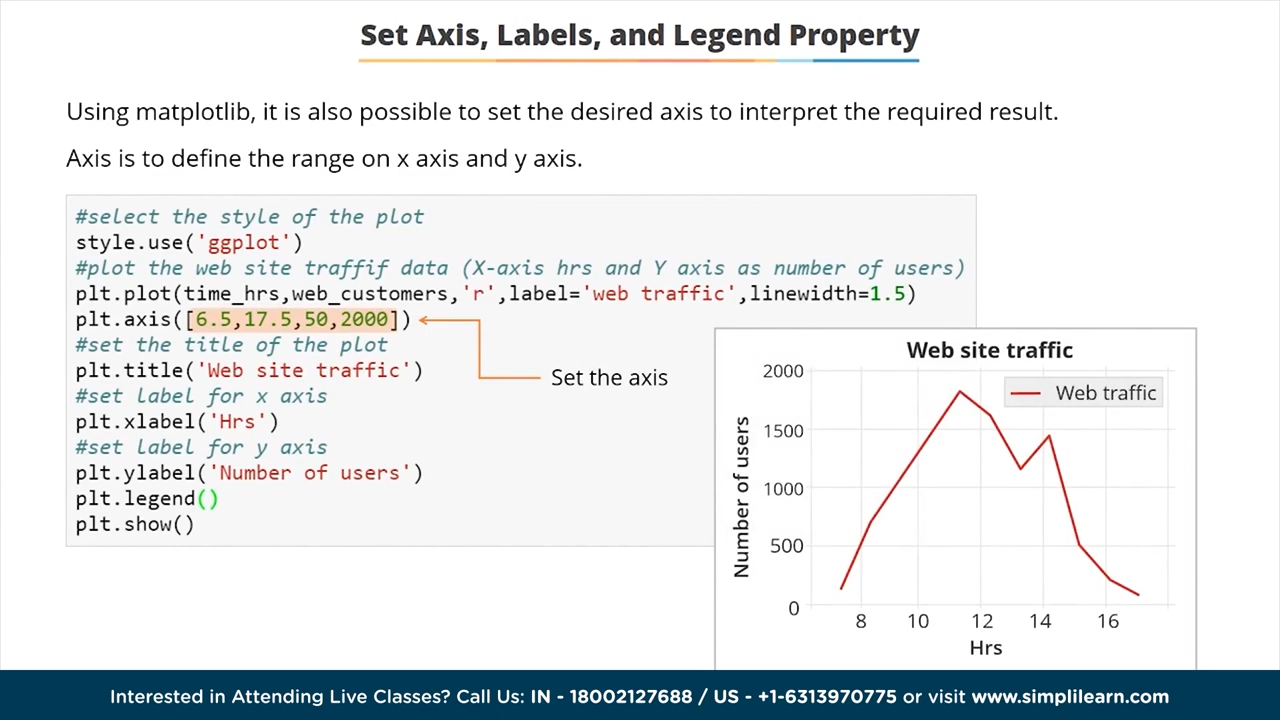 Set Axis, Labels, and Legend Property
Using matplotlib, it is also possible to set the desired axis to interpret the required result.
Axis is to define the range on x axis and y axis.
#select the style of the plot
style.use('ggplot')
#plot the web site traffif data (X-axis hrs and Y axis as number of users)
plt.plot(time_hrs,web_customers,'r',label='web traffic',linewidth=1.5)
plt.axis([6.5,17.5,50,2000])
#set the title of the plot
plt.title('Web site traffic')
#set label for x axis
plt.xlabel('Hrs')
#set label for y axis
plt.ylabel('Number of users')
plt.legend()
plt.show()
Set the axis
Web site traffic
Web traffic
Number of users
2000
1500
1000
500
0
8 10 12 14 16
Hrs
Interested in Attending Live Classes? Call Us: IN - 18002127688 / US - +1-6313970775 or visit www.simplilearn.com